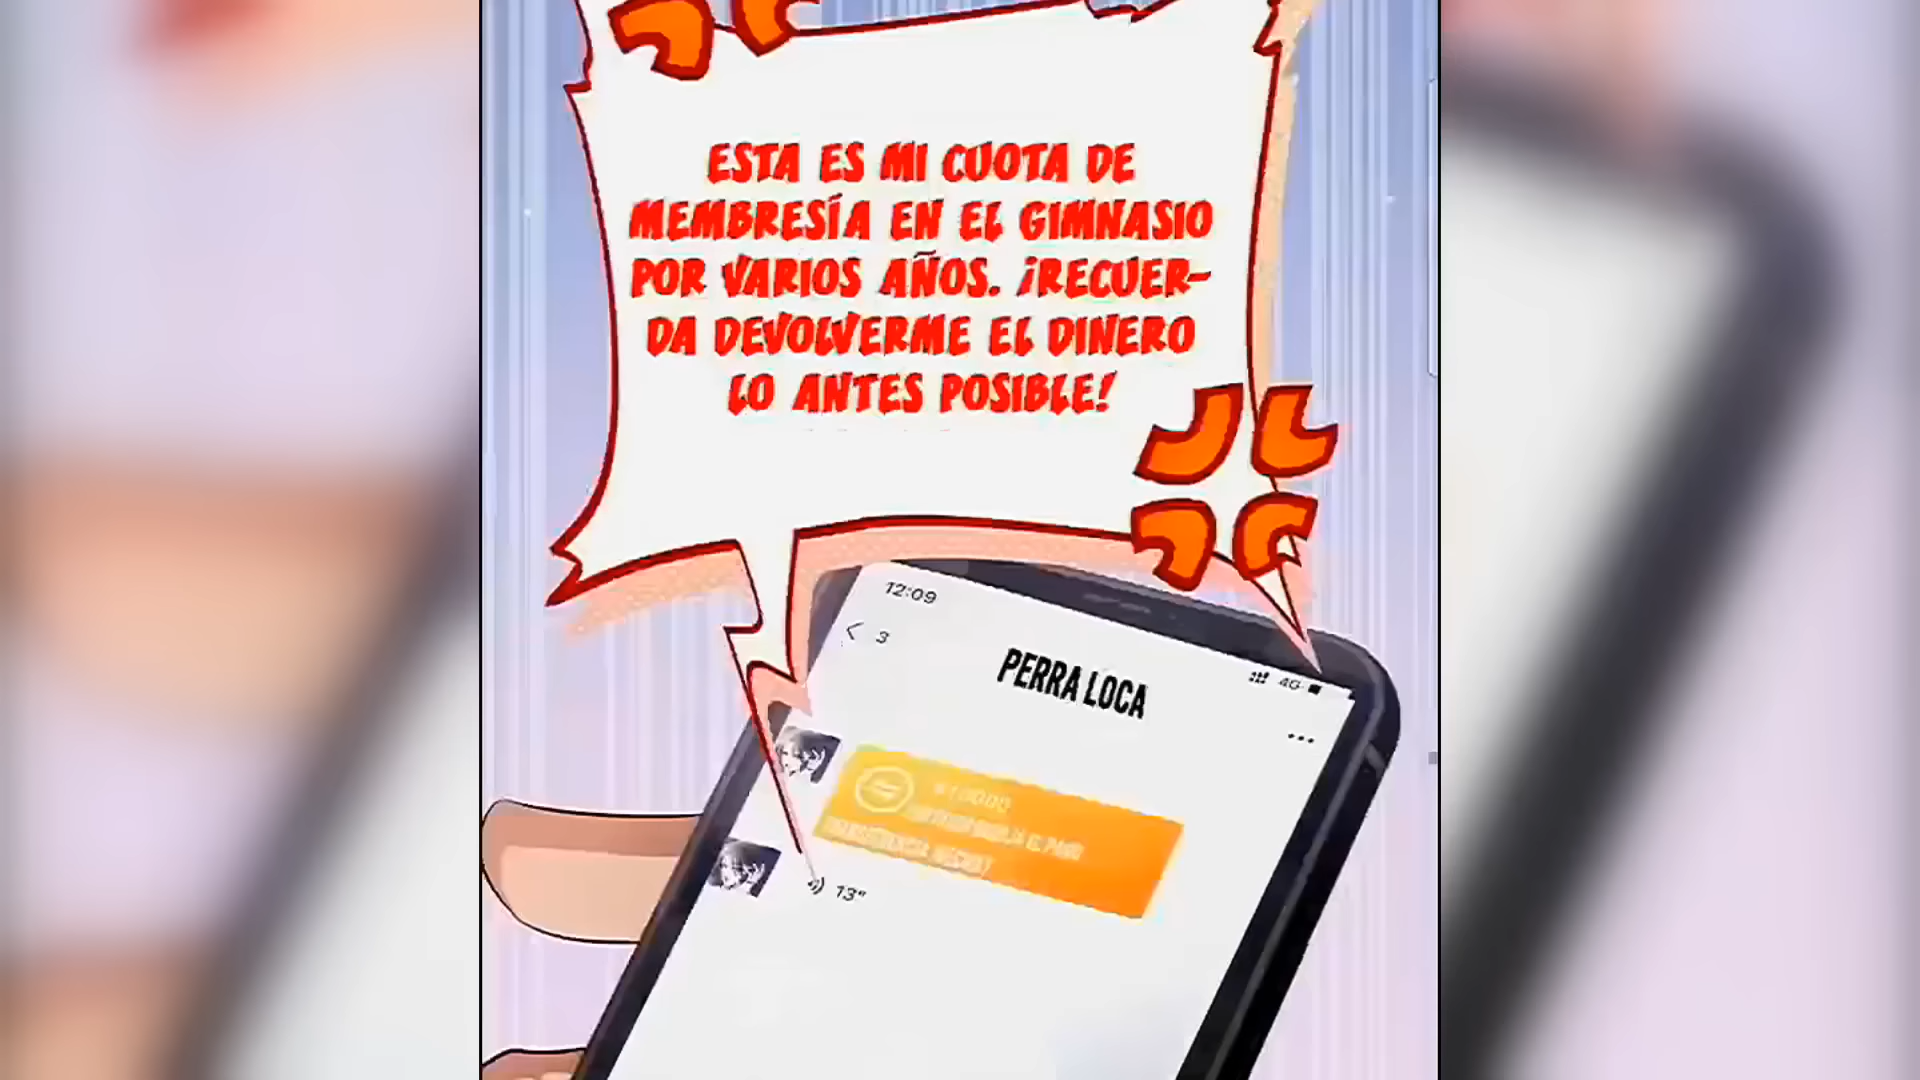 ESTA ES MI CUOTA DE
MEMBRESÍA EN EL GIMNASIO
POR VARIOS AÑOS. ¡RECUER-
DA DEVOLVERME EL DINERO
LO ANTES POSIBLE!
12:09
3
4G
PERRA LOCA
13"